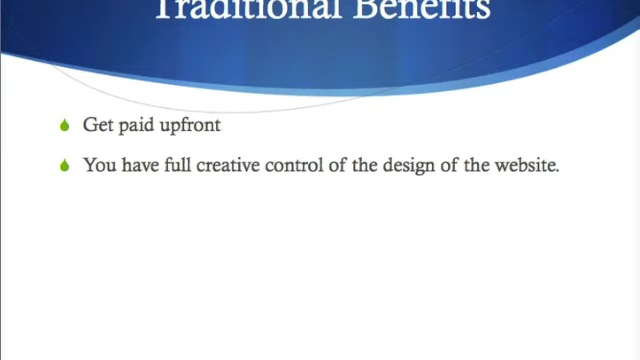 Traditional Benefits
Get paid upfront
You have full creative control of the design of the website.